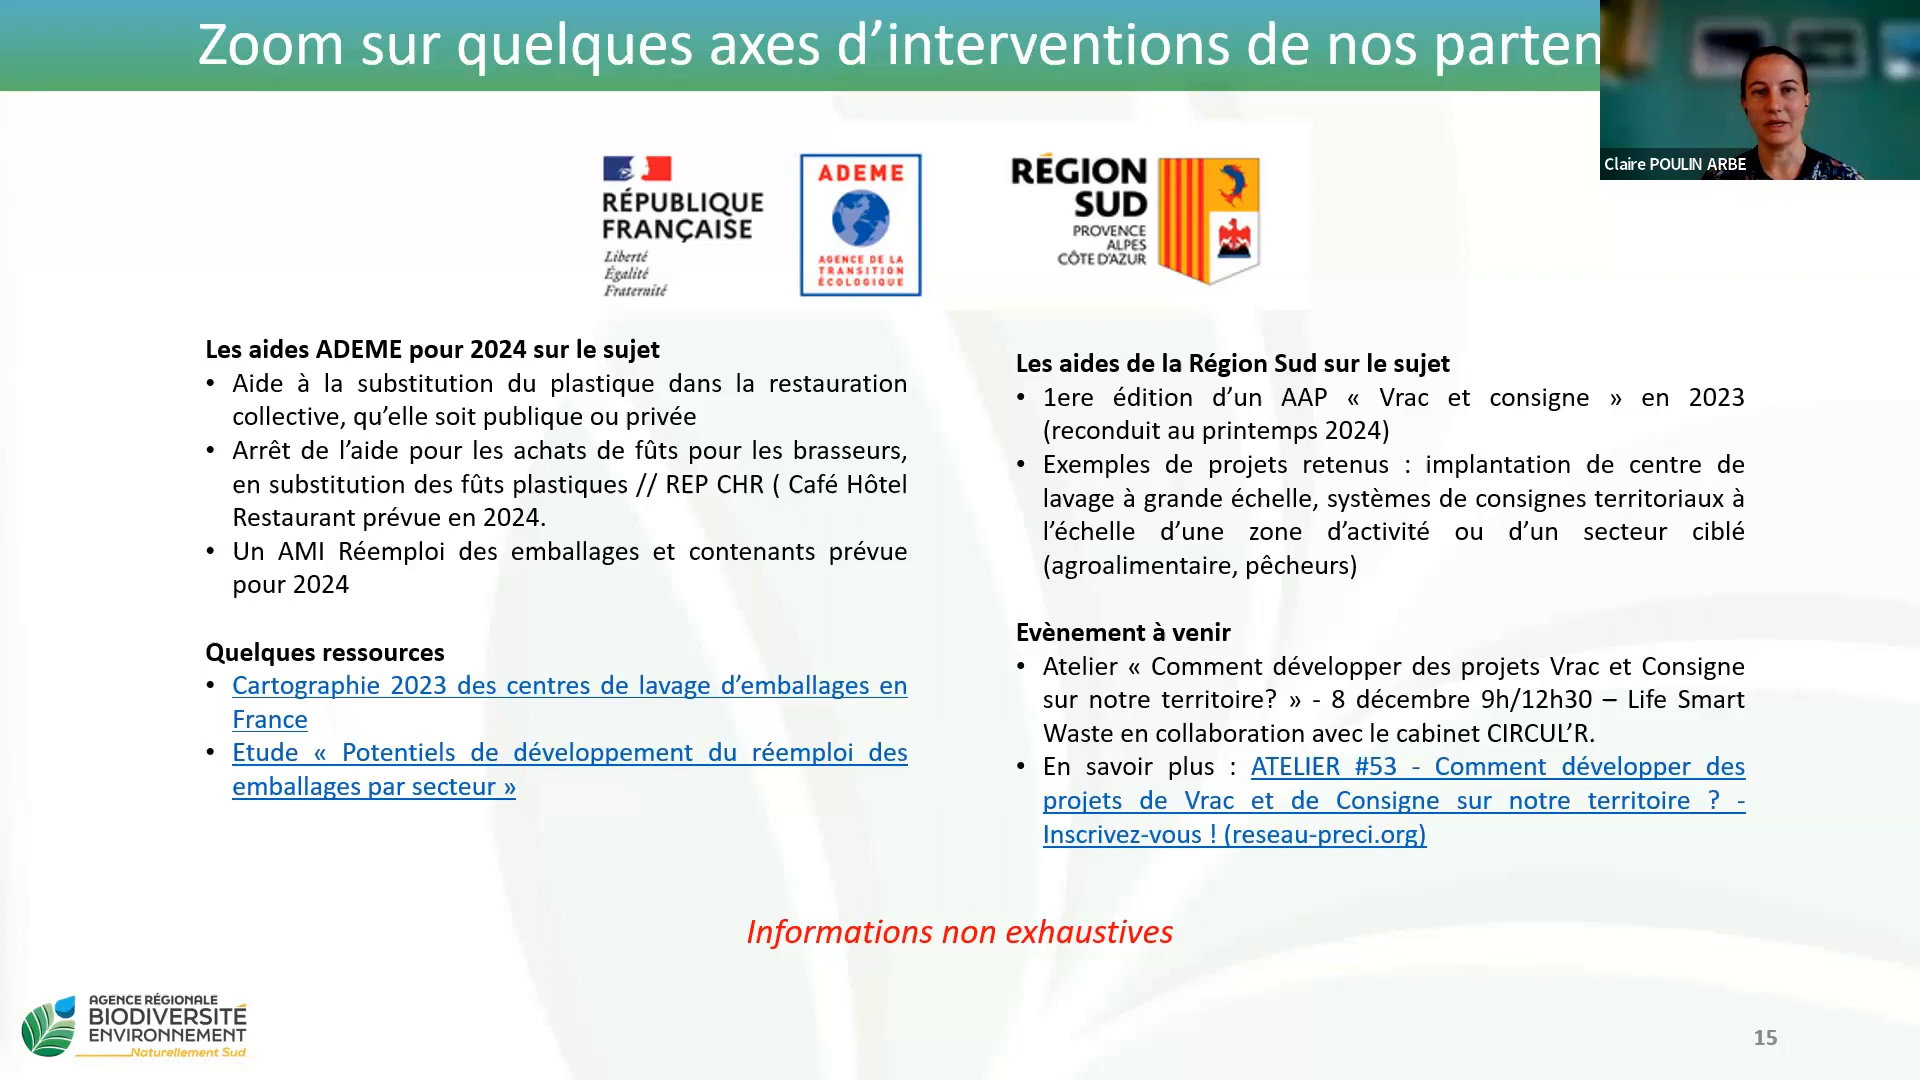 Zoom sur quelques axes d’interventions de nos parten
Claire POULIN ARBE
RÉPUBLIQUE
FRANÇAISE
Liberté
Égalité
Fraternité
ADEME
AGENCE DE LA
TRANSITION
ÉCOLOGIQUE
RÉGION
SUD
PROVENCE
ALPES
CÔTE D’AZUR
Les aides ADEME pour 2024 sur le sujet
• Aide à la substitution du plastique dans la restauration
collective, qu’elle soit publique ou privée
• Arrêt de l’aide pour les achats de fûts pour les brasseurs,
en substitution des fûts plastiques // REP CHR ( Café Hôtel
Restaurant prévue en 2024.
• Un AMI Réemploi des emballages et contenants prévue
pour 2024
Quelques ressources
• Cartographie 2023 des centres de lavage d’emballages en
France
• Etude « Potentiels de développement du réemploi des
emballages par secteur »
Les aides de la Région Sud sur le sujet
• 1ere édition d’un AAP « Vrac et consigne » en 2023
(reconduit au printemps 2024)
• Exemples de projets retenus : implantation de centre de
lavage à grande échelle, systèmes de consignes territoriaux à
l’échelle d’une zone d’activité ou d’un secteur ciblé
(agroalimentaire, pêcheurs)
Evènement à venir
• Atelier « Comment développer des projets Vrac et Consigne
sur notre territoire? » - 8 décembre 9h/12h30 – Life Smart
Waste en collaboration avec le cabinet CIRCUL’R.
• En savoir plus : ATELIER #53 - Comment développer des
projets de Vrac et de Consigne sur notre territoire ? -
Inscrivez-vous ! (reseau-preci.org)
Informations non exhaustives
AGENCE RÉGIONALE
BIODIVERSITÉ
ENVIRONNEMENT
Naturellement Sud
15